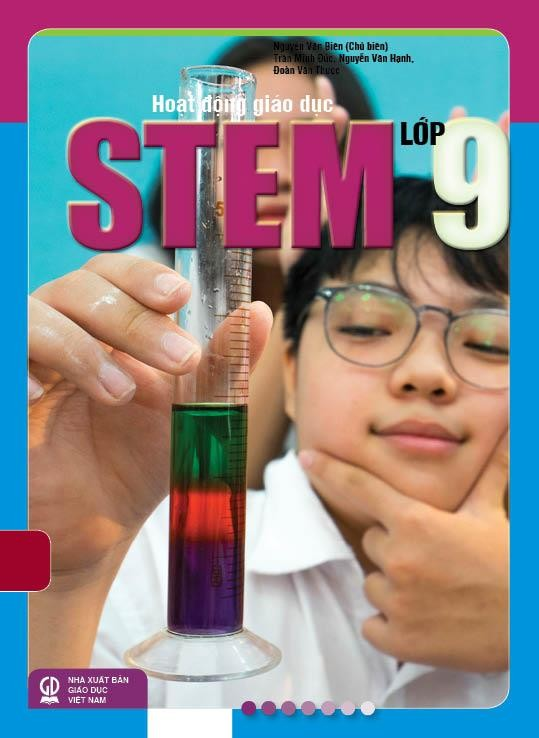 Nguyễn Văn Biên (Chủ biên)
Trần Minh Đức, Nguyễn Văn Hạnh,
Đoàn Văn Thược
Hoạt động giáo dục
STEM LỚP 9
NHÀ XUẤT BẢN
GIÁO DỤC
VIỆT NAM